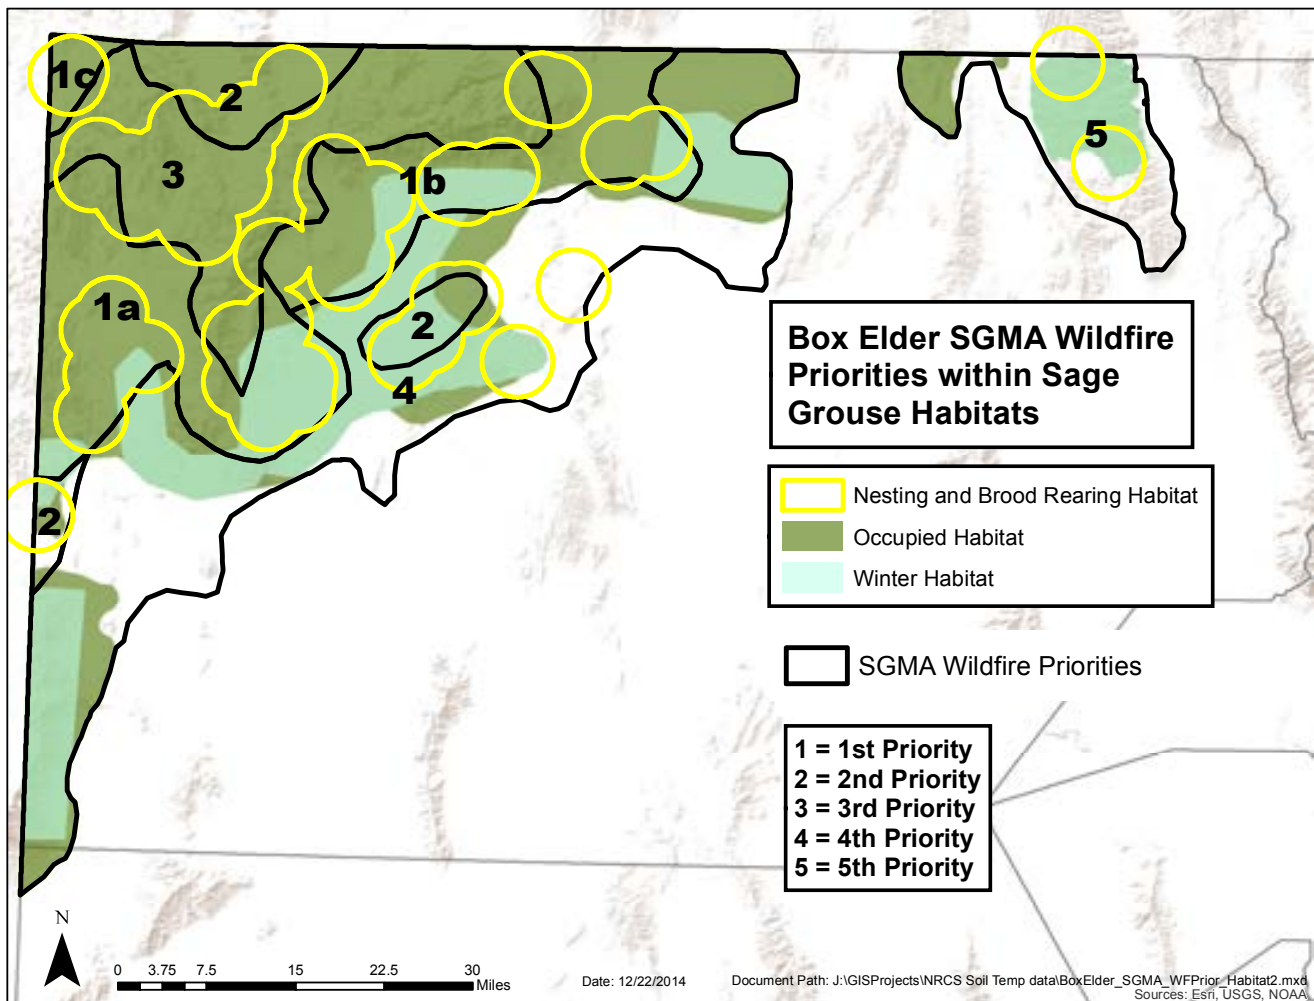 1c
2
3
1b
5
1a
2
4
2
Box Elder SGMA Wildfire
Priorities within Sage
Grouse Habitats
Nesting and Brood Rearing Habitat
Occupied Habitat
Winter Habitat
SGMA Wildfire Priorities
1 = 1st Priority
2 = 2nd Priority
3 = 3rd Priority
4 = 4th Priority
5 = 5th Priority
N
0 3.75 7.5 15 22.5 30
Miles
Date: 12/22/2014
Document Path: J:\GISProjects\NRCS Soil Temp data\BoxElder_SGMA_WFPrior_Habitat2.mxd
Sources: Esri, USGS, NOAA